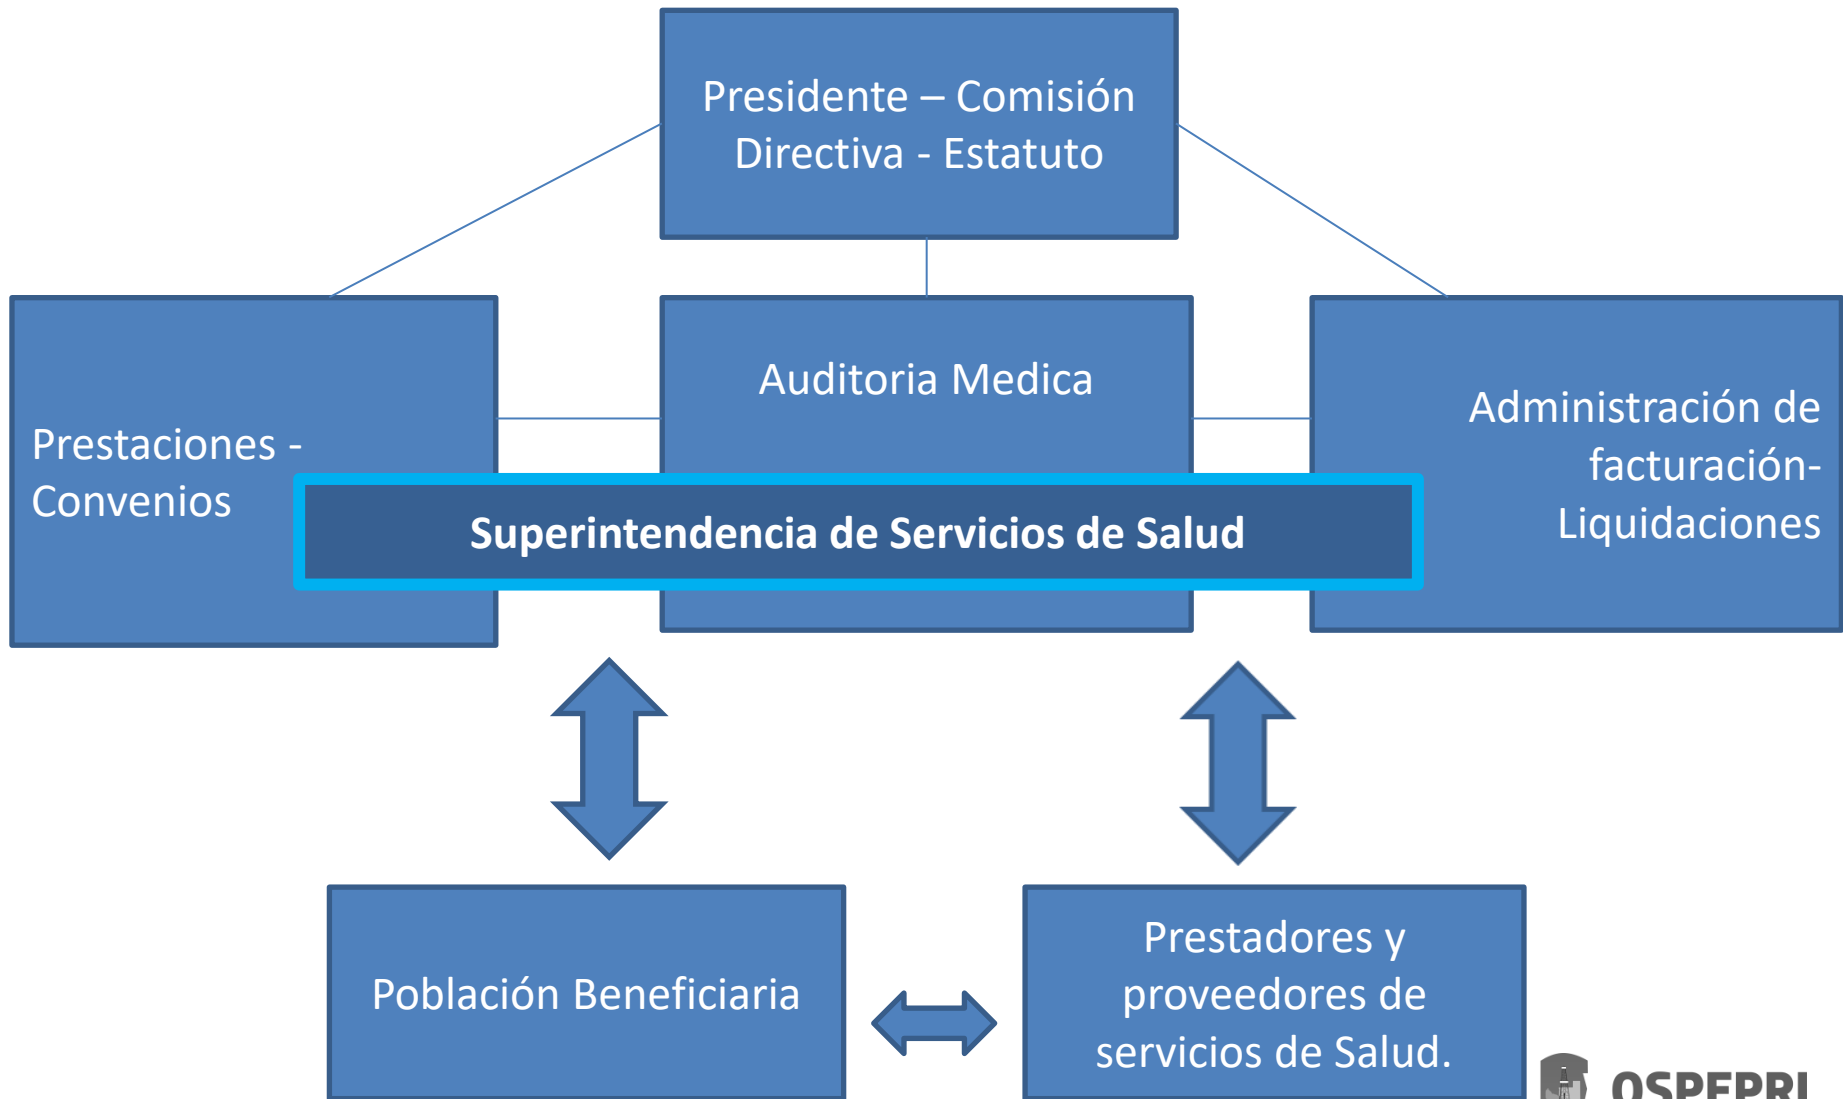 Presidente – Comisión
Directiva - Estatuto
Prestaciones -
Convenios
Auditoria Medica
Administración de
facturación-
Liquidaciones
Superintendencia de Servicios de Salud
Población Beneficiaria
Prestadores y
proveedores de
servicios de Salud.
OSPEPRI